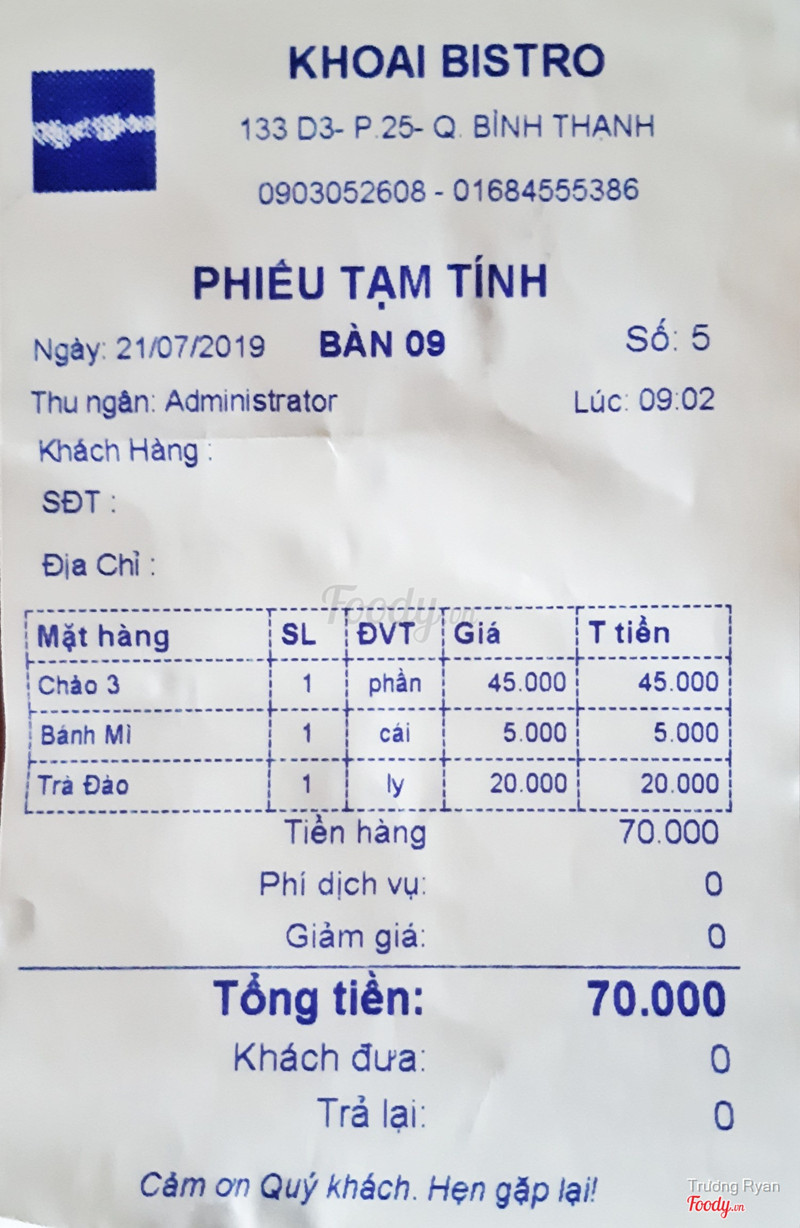 KHOAI BISTRO
133 D3- P.25- Q. BÌNH THẠNH
0903052608 - 01684555386
PHIẾU TẠM TÍNH
Ngày: 21/07/2019 BÀN 09 Số: 5
Thu ngân: Administrator Lúc: 09:02
Khách Hàng :
SĐT :
Địa Chỉ :
Foody.vn
Mặt hàng SL ĐVT Giá T tiền
Chảo 3 1 phần 45.000 45.000
Bánh Mì 1 cái 5.000 5.000
Trà Đào 1 ly 20.000 20.000
Tiền hàng 70.000
Phí dịch vụ: 0
Giảm giá: 0
Tổng tiền: 70.000
Khách đưa: 0
Trả lại: 0
Cảm ơn Quý khách. Hẹn gặp lại!
Trương Ryan
Foody.vn